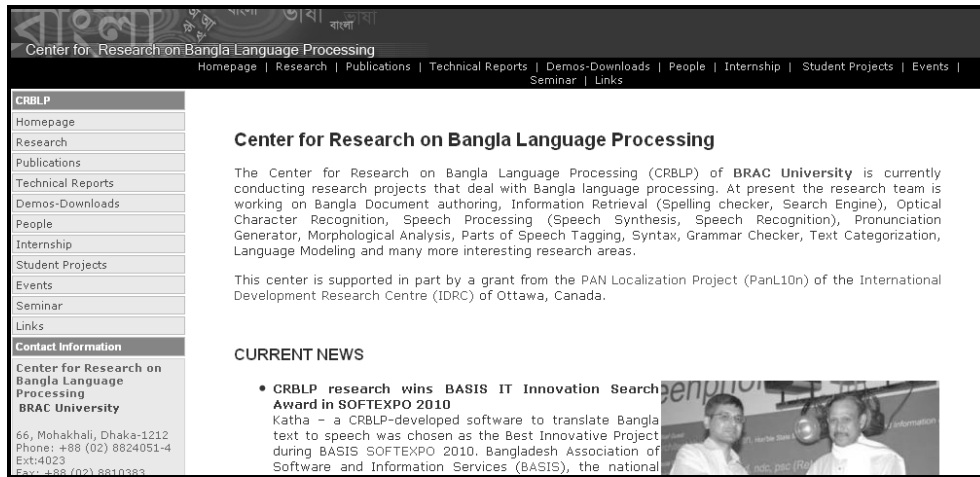 বাংলা ভাষা
বাংলা
Center for Research on Bangla Language Processing
Homepage | Research | Publications | Technical Reports | Demos-Downloads | People | Internship | Student Projects | Events |
Seminar | Links
CRBLP
Homepage
Research
Publications
Technical Reports
Demos-Downloads
People
Internship
Student Projects
Events
Seminar
Links
Contact Information
Center for Research on
Bangla Language
Processing
BRAC University
66, Mohakhali, Dhaka-1212
Phone: +88 (02) 8824051-4
Ext:4023
Fax: +88 (02) 8810383
Center for Research on Bangla Language Processing
The Center for Research on Bangla Language Processing (CRBLP) of BRAC University is currently
conducting research projects that deal with Bangla language processing. At present the research team is
working on Bangla Document authoring, Information Retrieval (Spelling checker, Search Engine), Optical
Character Recognition, Speech Processing (Speech Synthesis, Speech Recognition), Pronunciation
Generator, Morphological Analysis, Parts of Speech Tagging, Syntax, Grammar Checker, Text Categorization,
Language Modeling and many more interesting research areas.
This center is supported in part by a grant from the PAN Localization Project (PanL10n) of the International
Development Research Centre (IDRC) of Ottawa, Canada.
CURRENT NEWS
• CRBLP research wins BASIS IT Innovation Search
Award in SOFTEXPO 2010
Katha – a CRBLP-developed software to translate Bangla
text to speech was chosen as the Best Innovative Project
during BASIS SOFTEXPO 2010. Bangladesh Association of
Software and Information Services (BASIS), the national